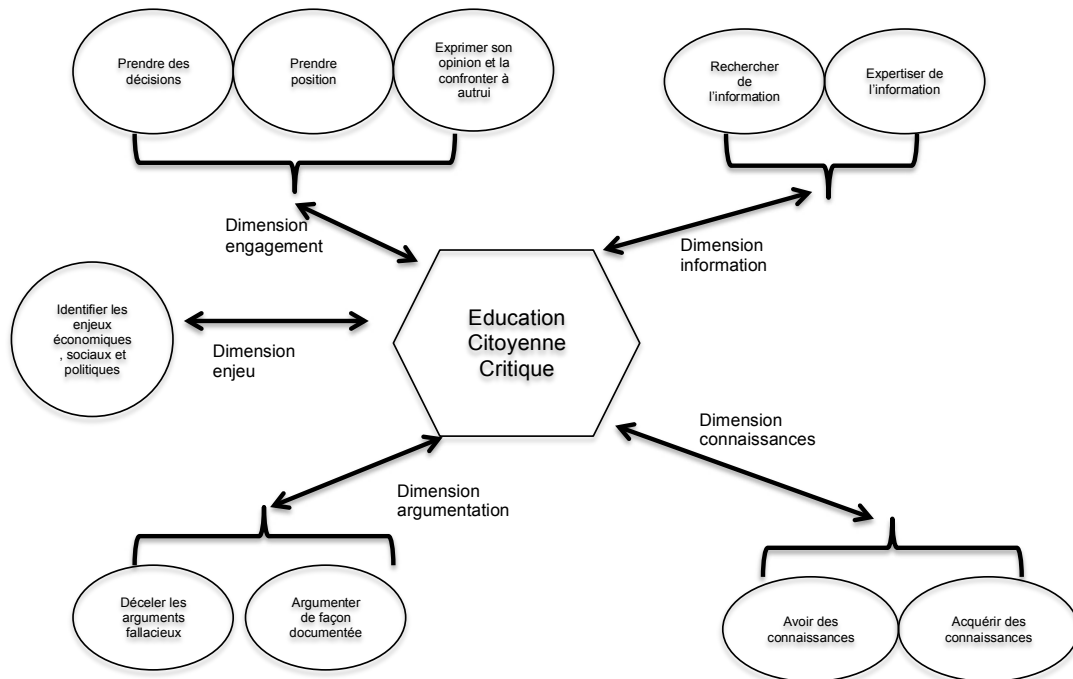 Prendre des
décisions
Prendre
position
Exprimer son
opinion et la
confronter à
autrui
Rechercher
de
l'information
Expertiser de
l'information
Dimension
engagement
Dimension
information
Identifier les
enjeux
économiques
, sociaux et
politiques
Dimension
enjeu
Education
Citoyenne
Critique
Dimension
connaissances
Dimension
argumentation
Déceler les
arguments
fallacieux
Argumenter
de façon
documentée
Avoir des
connaissances
Acquérir des
connaissances